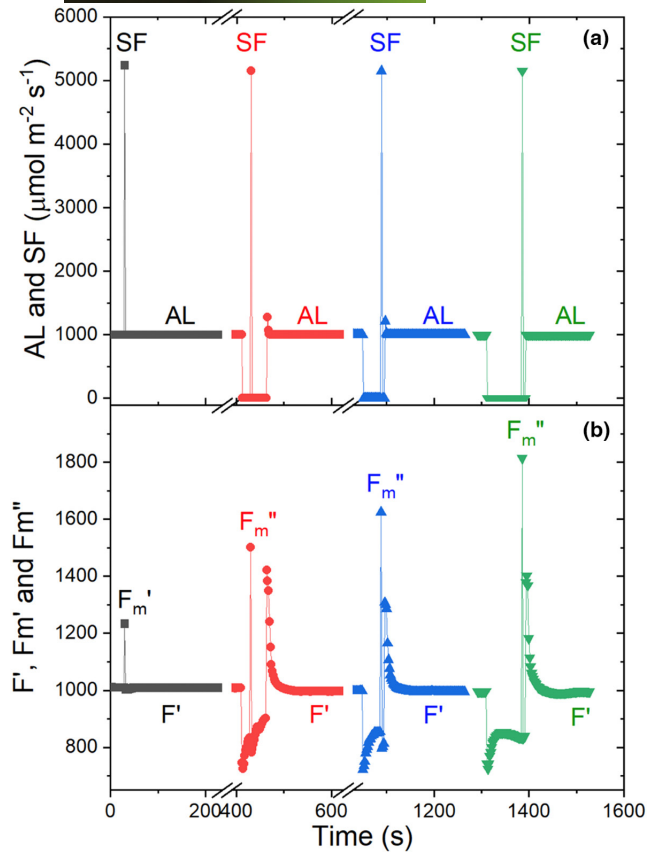 6000
5000
4000
3000
2000
1000
0
AL and SF (μmol m⁻² s⁻¹)
SF
SF
SF
SF
(a)
AL
AL
AL
AL
1800
1600
1400
1200
1000
800
F', Fm' and Fm"
Fm'
Fm"
Fm"
Fm"
(b)
F'
F'
F'
F'
0
200
400
600
1200
1400
1600
Time (s)